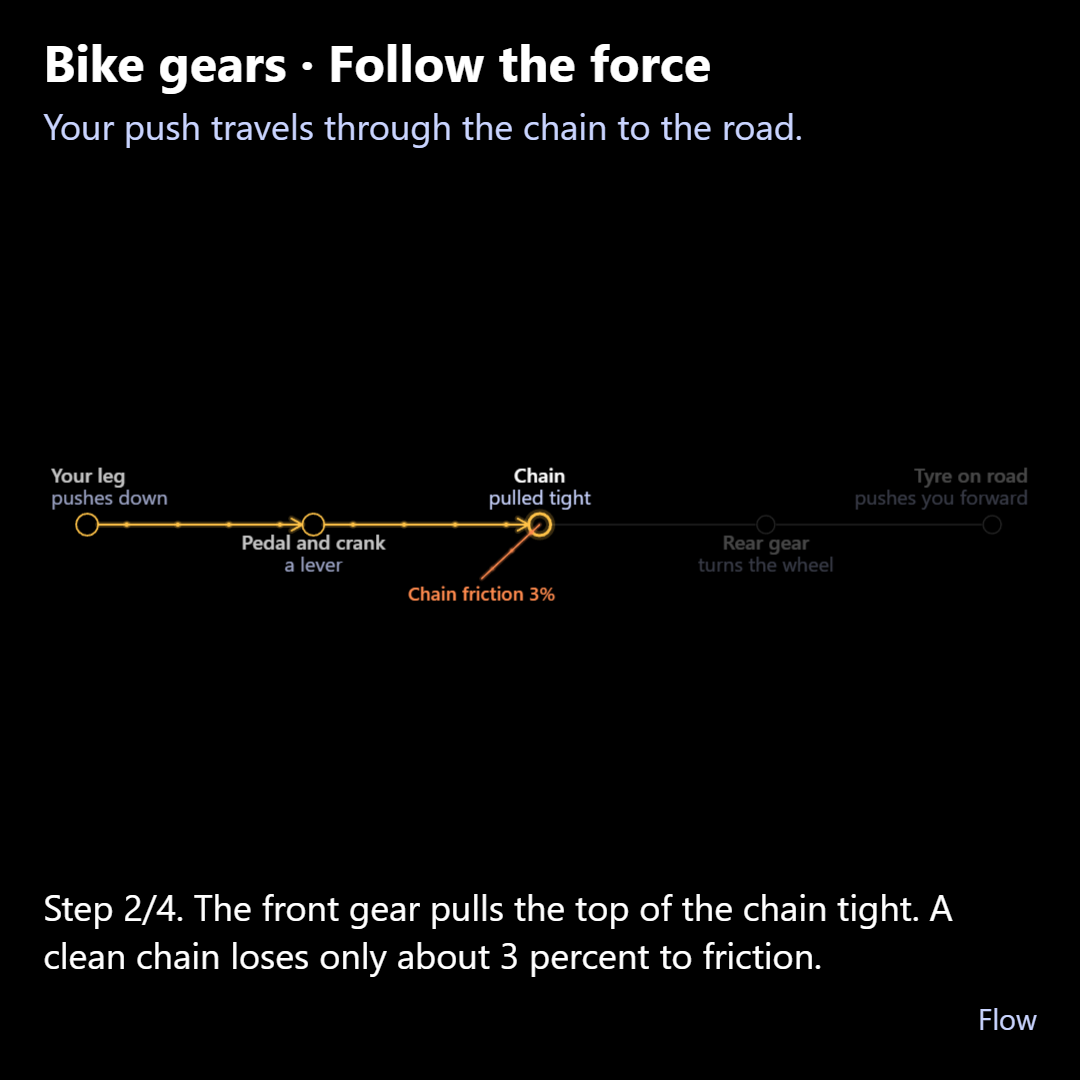 Bike gears · Follow the force
Your push travels through the chain to the road.
Your leg
pushes down
Chain
pulled tight
Tyre on road
pushes you forward
Pedal and crank
a lever
Rear gear
turns the wheel
Chain friction 3%
Step 2/4. The front gear pulls the top of the chain tight. A
clean chain loses only about 3 percent to friction.
Flow